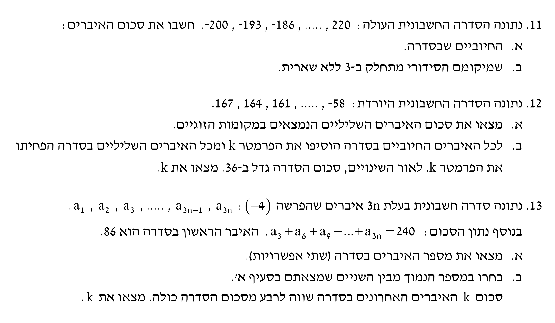 11. נתונה הסדרה החשבונית העולה: 220 , ..... , -186 , -193 , -200. חשבו את סכום האיברים:
א. החיוביים שבסדרה.
ב. שמיקומם הסידורי מתחלק ב-3 ללא שארית.
12. נתונה הסדרה החשבונית היורדת: -58 , ..... , 161 , 164 , 167.
א. מצאו את סכום האיברים השליליים הנמצאים במקומות הזוגיים.
ב. לכל האיברים החיוביים בסדרה הוסיפו את הפרמטר k ומכל האיברים השליליים בסדרה הפחיתו
את הפרמטר k. לאור השינויים, סכום הסדרה גדל ב-36. מצאו את k.
13. נתונה סדרה חשבונית בעלת 3n איברים שהפרשה (-4) : a₁ , a₂ , a₃ , ..... , a₃ₙ₋₁ , a₃ₙ .
בנוסף נתון הסכום: a₃+a₆+a₉+...+a₃ₙ=240. האיבר הראשון בסדרה הוא 86.
א. מצאו את מספר האיברים בסדרה (שתי אפשרויות).
ב. בחרו במספר הנמוך מבין השניים שמצאתם בסעיף א'.
סכום k האיברים האחרונים בסדרה שווה לרבע מסכום הסדרה כולה. מצאו את k .